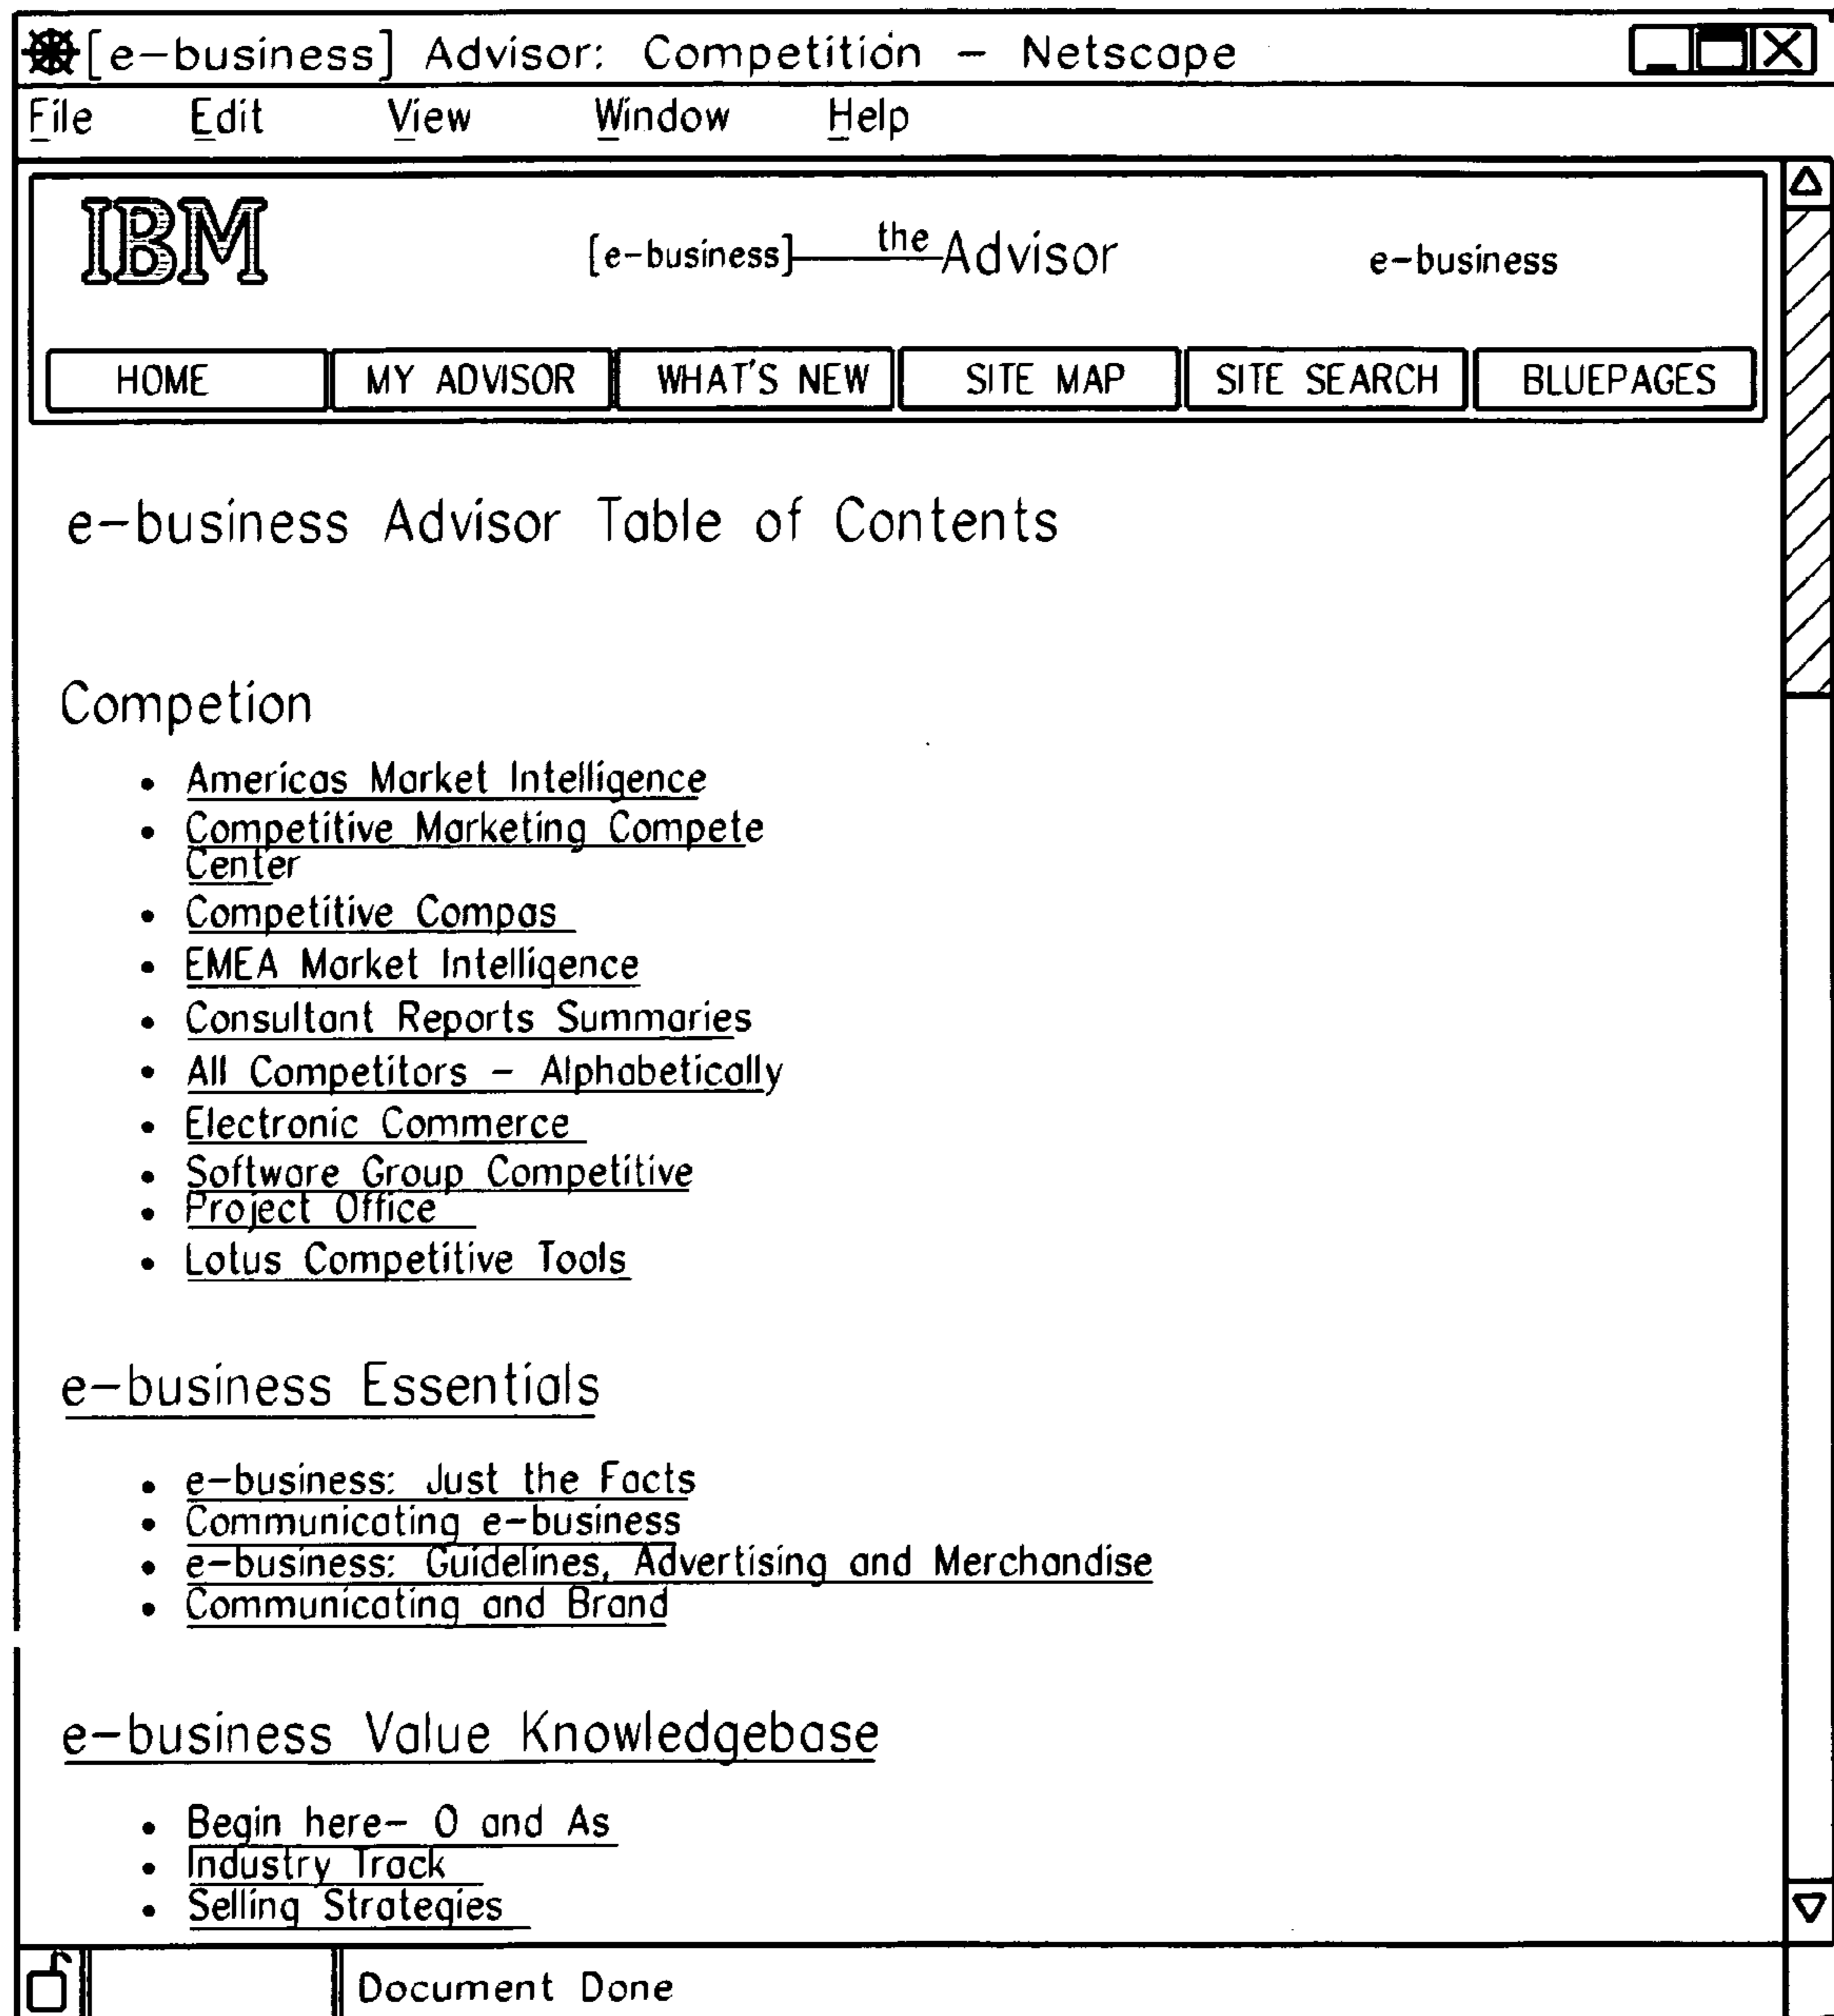 [e-business] Advisor: Competition – Netscape
File Edit View Window Help
IBM [e-business] the Advisor e-business
HOME MY ADVISOR WHAT'S NEW SITE MAP SITE SEARCH BLUEPAGES
e-business Advisor Table of Contents
Competion
• Americas Market Intelligence
• Competitive Marketing Compete
Center
• Competitive Compas
• EMEA Market Intelligence
• Consultant Reports Summaries
• All Competitors – Alphabetically
• Electronic Commerce
• Software Group Competitive
• Project Office
• Lotus Competitive Tools
e-business Essentials
• e-business: Just the Facts
• Communicating e-business
• e-business: Guidelines, Advertising and Merchandise
• Communicating and Brand
e-business Value Knowledgebase
• Begin here– O and As
• Industry Track
• Selling Strategies
Document Done